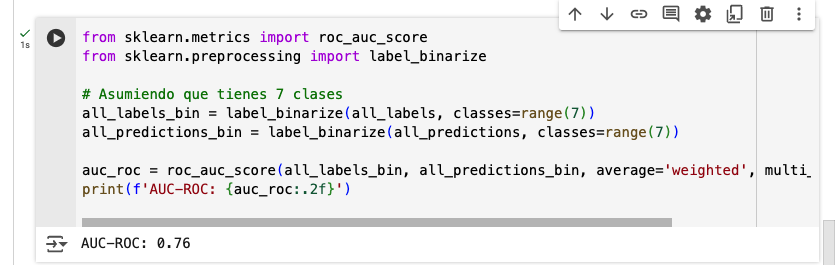 1s
from sklearn.metrics import roc_auc_score
from sklearn.preprocessing import label_binarize
# Asumiendo que tienes 7 clases
all_labels_bin = label_binarize(all_labels, classes=range(7))
all_predictions_bin = label_binarize(all_predictions, classes=range(7))
auc_roc = roc_auc_score(all_labels_bin, all_predictions_bin, average='weighted', multi_
print(f'AUC-ROC: {auc_roc:.2f}')
AUC-ROC: 0.76